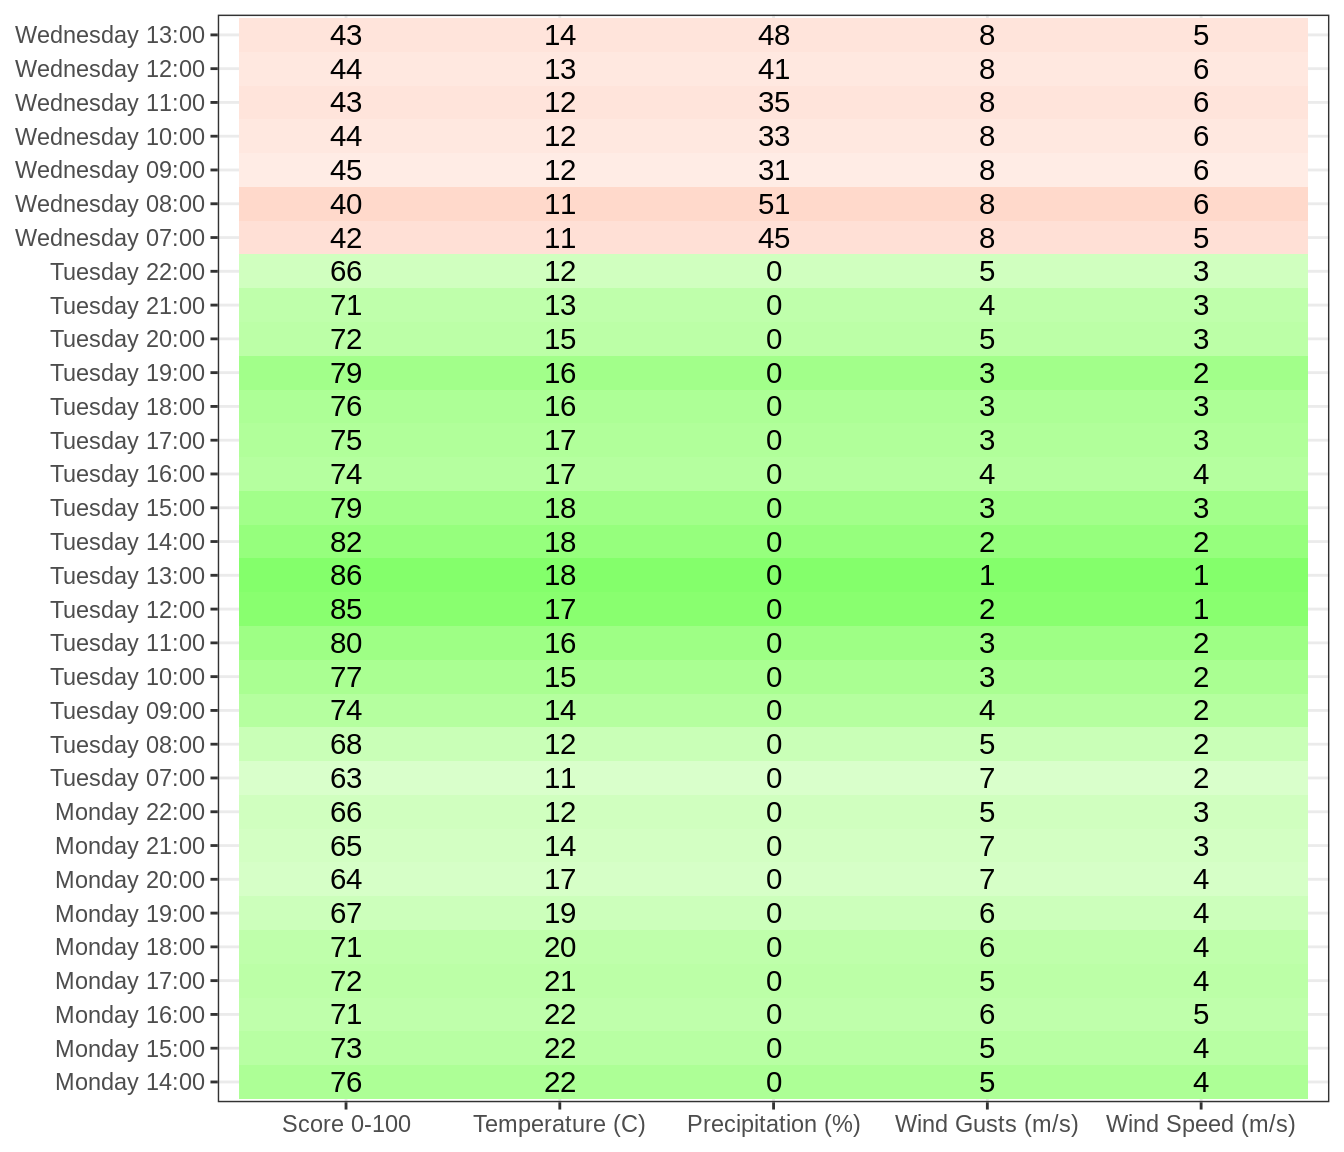 Wednesday 13:00 43 14 48 8 5
Wednesday 12:00 44 13 41 8 6
Wednesday 11:00 43 12 35 8 6
Wednesday 10:00 44 12 33 8 6
Wednesday 09:00 45 12 31 8 6
Wednesday 08:00 40 11 51 8 6
Wednesday 07:00 42 11 45 8 5
Tuesday 22:00 66 12 0 5 3
Tuesday 21:00 71 13 0 4 3
Tuesday 20:00 72 15 0 5 3
Tuesday 19:00 79 16 0 3 2
Tuesday 18:00 76 16 0 3 3
Tuesday 17:00 75 17 0 3 3
Tuesday 16:00 74 17 0 4 4
Tuesday 15:00 79 18 0 3 3
Tuesday 14:00 82 18 0 2 2
Tuesday 13:00 86 18 0 1 1
Tuesday 12:00 85 17 0 2 1
Tuesday 11:00 80 16 0 3 2
Tuesday 10:00 77 15 0 3 2
Tuesday 09:00 74 14 0 4 2
Tuesday 08:00 68 12 0 5 2
Tuesday 07:00 63 11 0 7 2
Monday 22:00 66 12 0 5 3
Monday 21:00 65 14 0 7 3
Monday 20:00 64 17 0 7 4
Monday 19:00 67 19 0 6 4
Monday 18:00 71 20 0 6 4
Monday 17:00 72 21 0 5 4
Monday 16:00 71 22 0 6 5
Monday 15:00 73 22 0 5 4
Monday 14:00 76 22 0 5 4
Score 0-100 Temperature (C) Precipitation (%) Wind Gusts (m/s) Wind Speed (m/s)